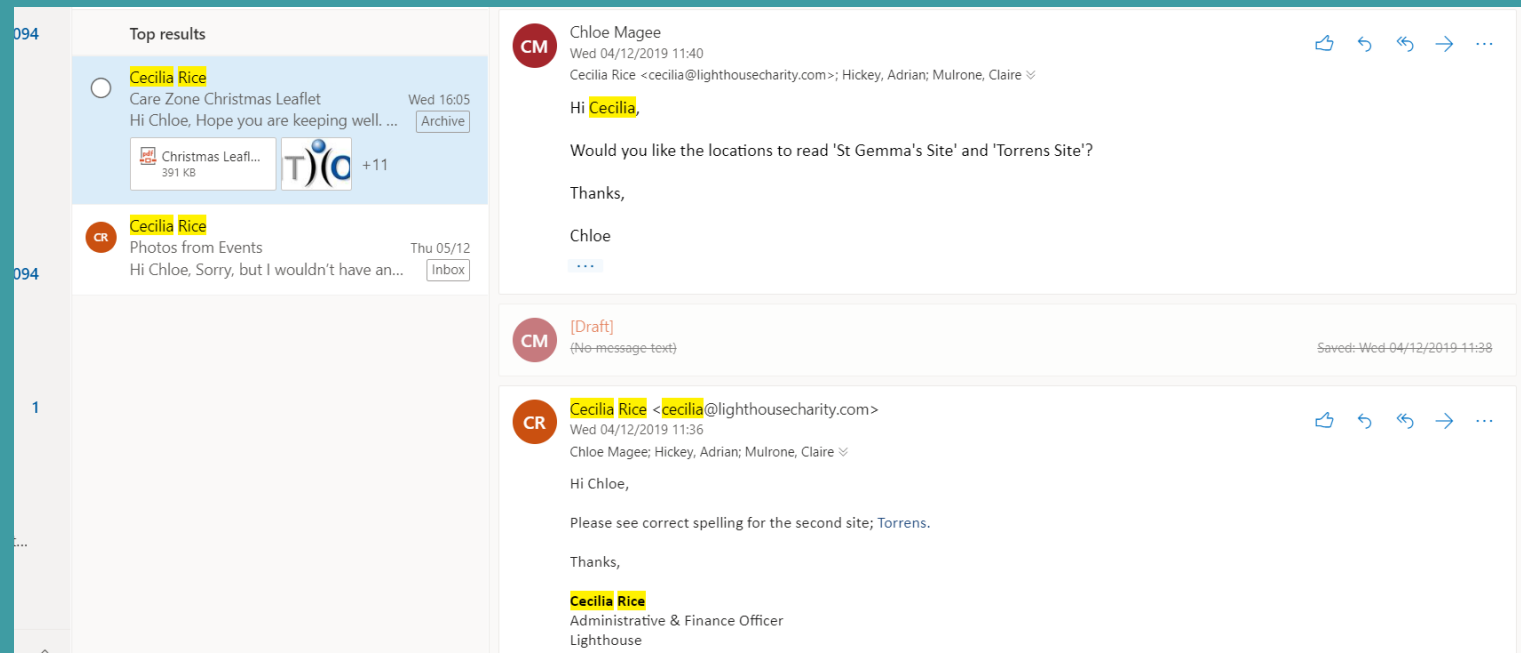 094
094
1
t...
Top results
Cecilia Rice
Care Zone Christmas Leaflet Wed 16:05
Hi Chloe, Hope you are keeping well. ... Archive
pdf
Christmas Leafl...
391 KB
T)(O
+11
CR
Cecilia Rice
Photos from Events Thu 05/12
Hi Chloe, Sorry, but I wouldn't have an... Inbox
CM
Chloe Magee
Wed 04/12/2019 11:40
Cecilia Rice <cecilia@lighthousecharity.com>; Hickey, Adrian; Mulrone, Claire
Hi Cecilia,
Would you like the locations to read 'St Gemma's Site' and 'Torrens Site'?
Thanks,
Chloe
...
CM
[Draft]
(No message text) Saved: Wed 04/12/2019 11:38
CR
Cecilia Rice <cecilia@lighthousecharity.com>
Wed 04/12/2019 11:36
Chloe Magee; Hickey, Adrian; Mulrone, Claire
Hi Chloe,
Please see correct spelling for the second site; Torrens.
Thanks,
Cecilia Rice
Administrative & Finance Officer
Lighthouse